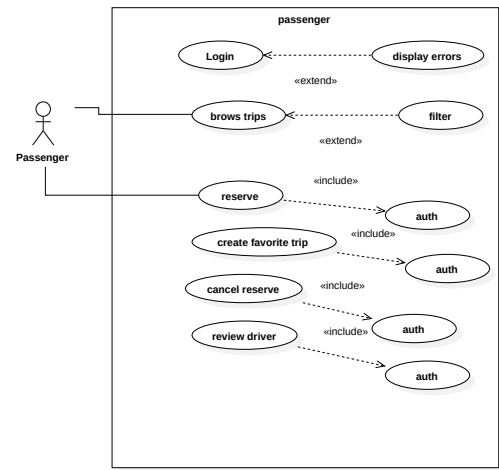 passenger
Login
display errors
«extend»
brows trips
filter
Passenger
«extend»
«include»
reserve
auth
«include»
create favorite trip
auth
«include»
cancel reserve
auth
«include»
review driver
auth